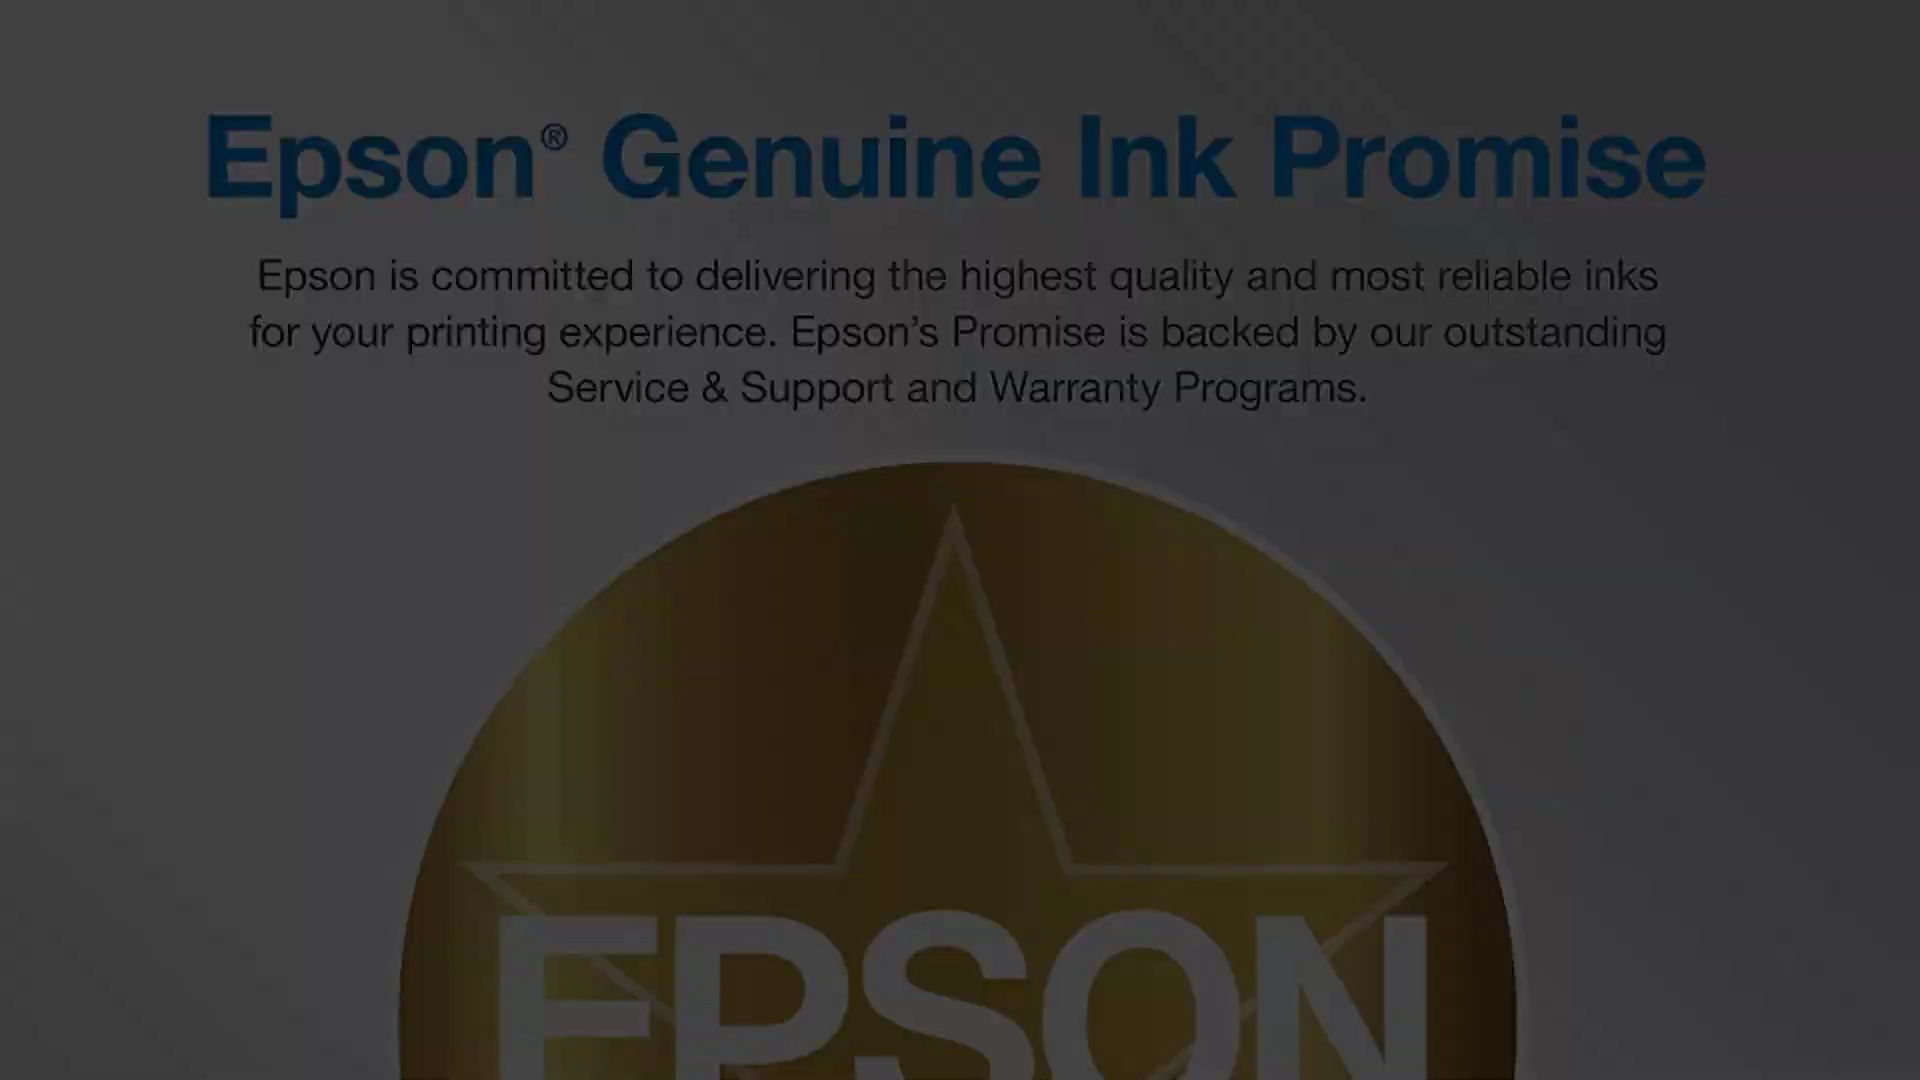 Epson® Genuine Ink Promise
Epson is committed to delivering the highest quality and most reliable inks
for your printing experience. Epson’s Promise is backed by our outstanding
Service & Support and Warranty Programs.
EPSON